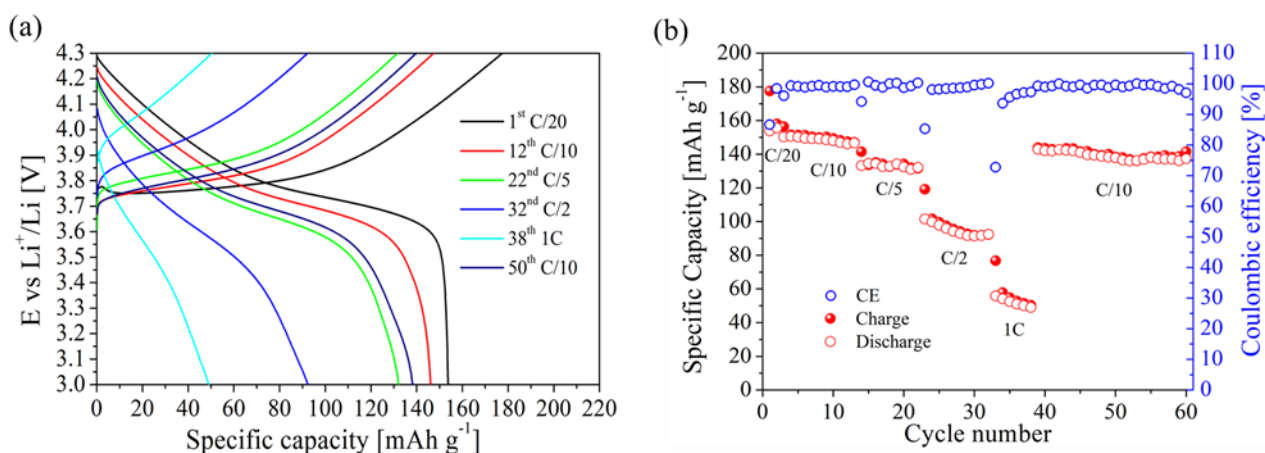 (a)
E vs Li⁺/Li [V]
4.3
4.2
4.1
4.0
3.9
3.8
3.7
3.6
3.5
3.4
3.3
3.2
3.1
3.0
1ˢᵗ C/20
12ᵗʰ C/10
22ⁿᵈ C/5
32ⁿᵈ C/2
38ᵗʰ 1C
50ᵗʰ C/10
0 20 40 60 80 100 120 140 160 180 200 220
Specific capacity [mAh g⁻¹]
(b)
Specific Capacity [mAh g⁻¹]
200
180
160
140
120
100
80
60
40
20
0
C/20
C/10
C/5
C/2
1C
C/10
CE
Charge
Discharge
0 10 20 30 40 50 60
Cycle number
110
100
90
80
70
60
50
40
30
20
10
0
Coulombic efficiency [%]